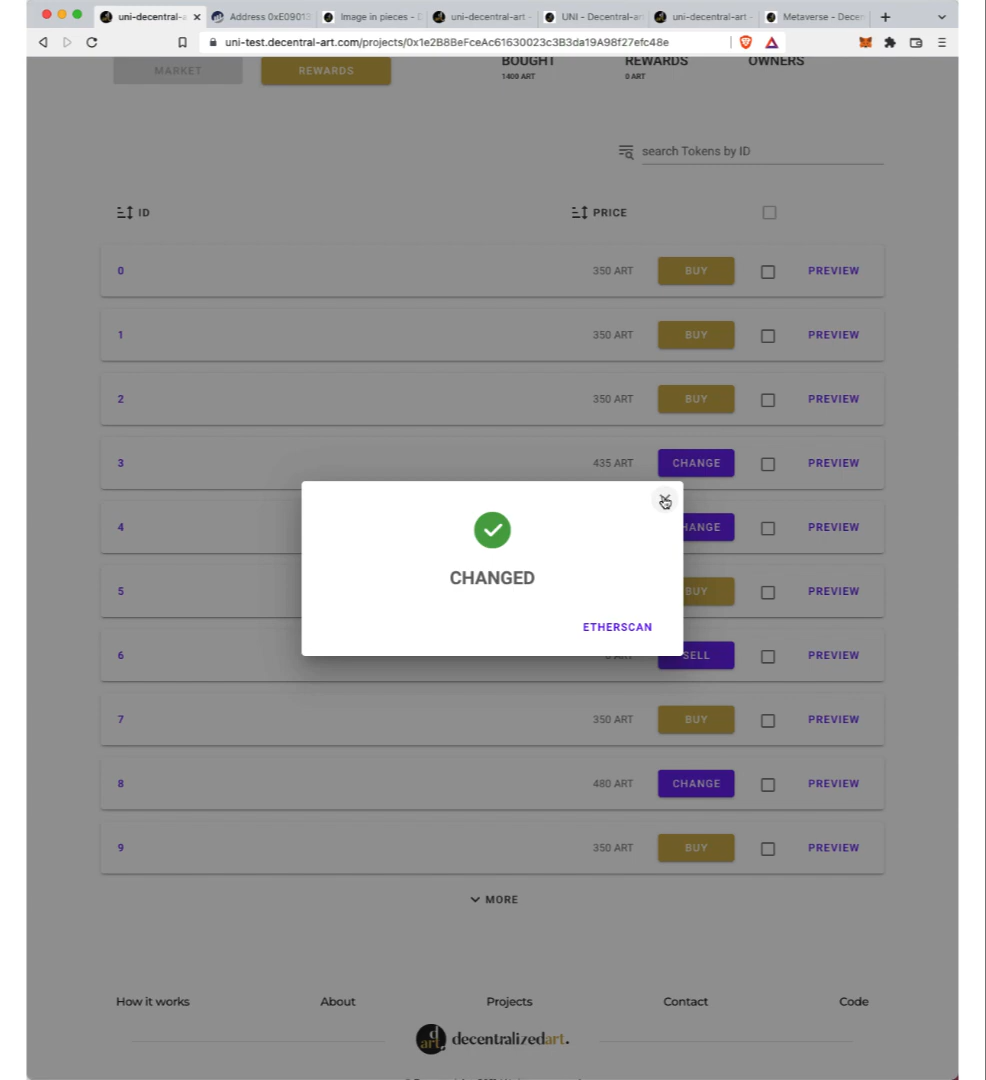 uni-decentral-a
Address 0xE0901
Image in pieces -
uni-decentral-art -
UNI - Decentral-ar
uni-decentral-art -
Metaverse - Decen
uni-test.decentral-art.com/projects/0x1e2B8BeFceAc61630023c3B3da19A98f27efc48e
MARKET
REWARDS
BOUGHT
1400 ART
REWARDS
0 ART
OWNERS
search Tokens by ID
ID PRICE
0 350 ART BUY PREVIEW
1 350 ART BUY PREVIEW
2 350 ART BUY PREVIEW
3 435 ART CHANGE PREVIEW
4 HANGE PREVIEW
5 BUY PREVIEW
6 SELL PREVIEW
7 350 ART BUY PREVIEW
8 480 ART CHANGE PREVIEW
9 350 ART BUY PREVIEW
CHANGED
ETHERSCAN
MORE
How it works About Projects Contact Code
art decentralizedart.